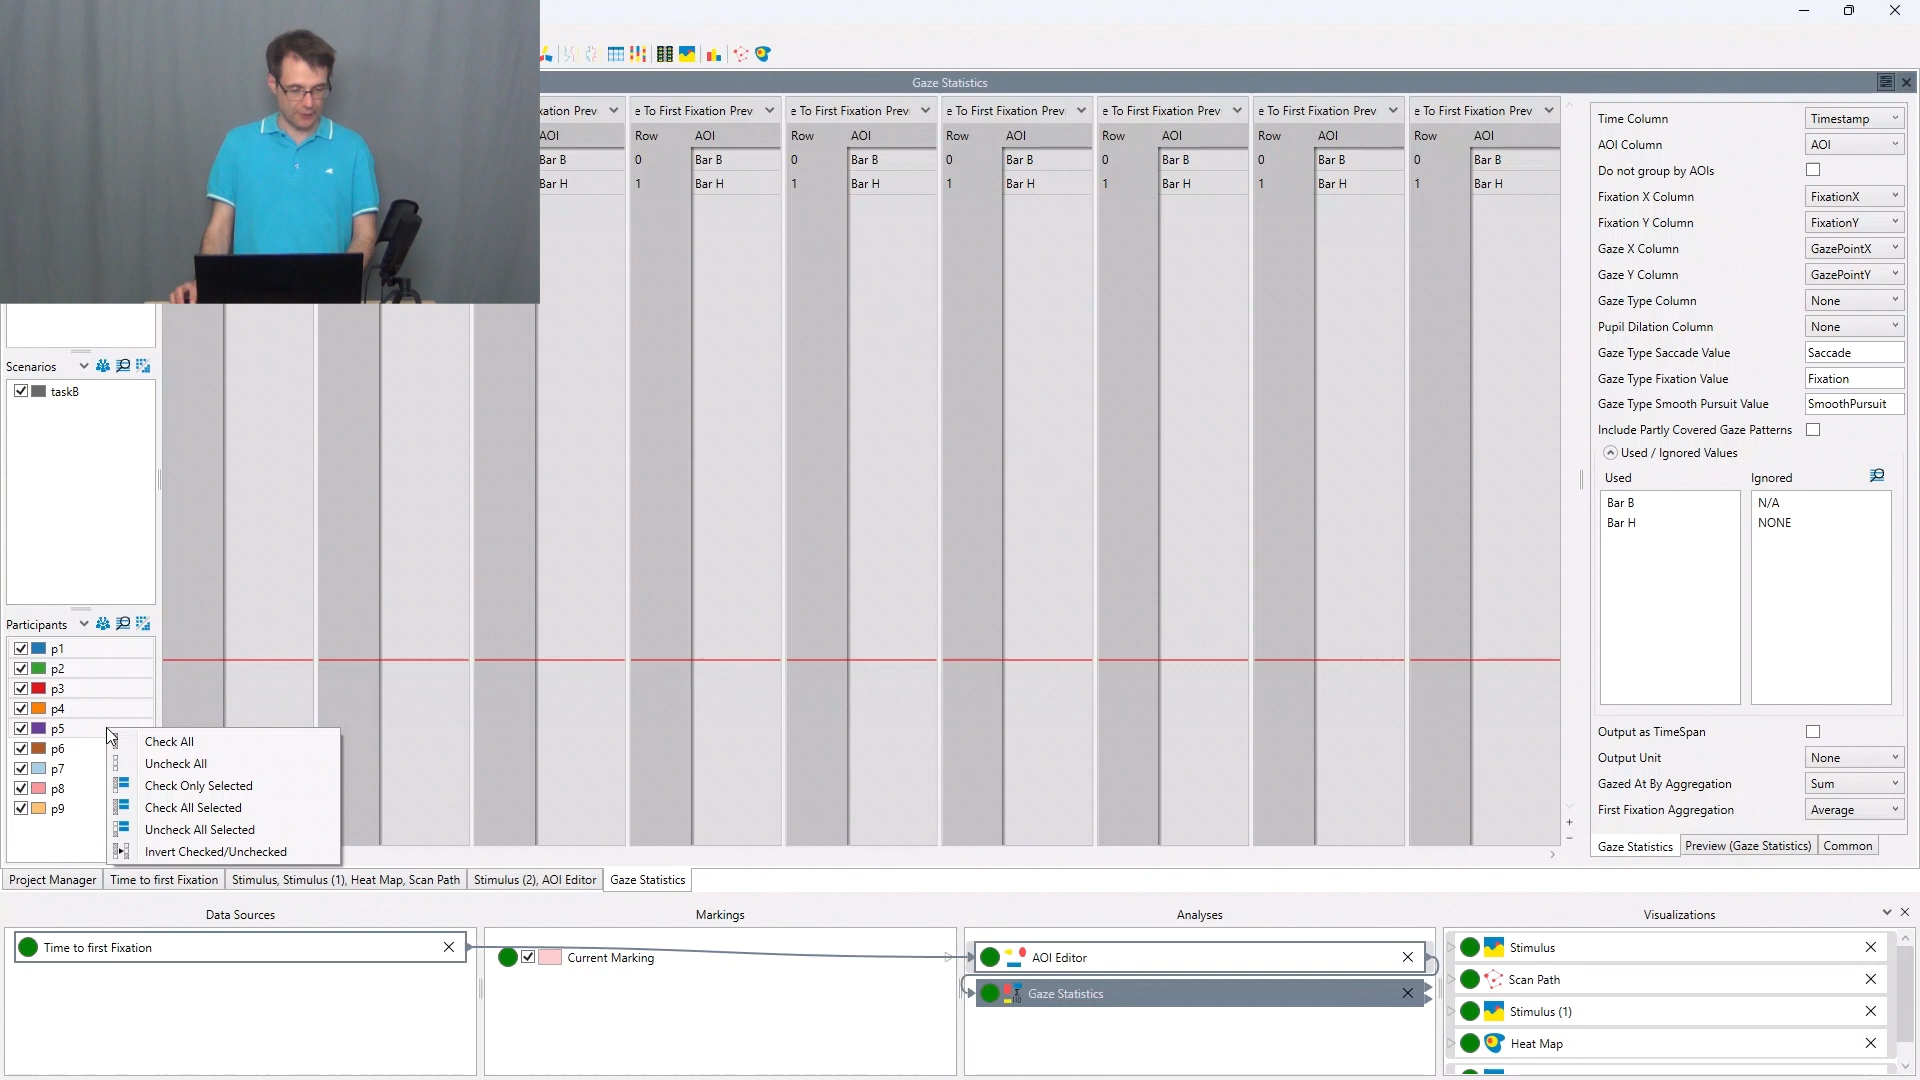 Gaze Statistics
xation Prev
e To First Fixation Prev
e To First Fixation Prev
e To First Fixation Prev
e To First Fixation Prev
e To First Fixation Prev
e To First Fixation Prev
AOI
Row AOI
Row AOI
Row AOI
Row AOI
Row AOI
Row AOI
Bar B
0 Bar B
0 Bar B
0 Bar B
0 Bar B
0 Bar B
0 Bar B
Bar H
1 Bar H
1 Bar H
1 Bar H
1 Bar H
1 Bar H
1 Bar H
Time Column Timestamp
AOI Column AOI
Do not group by AOIs
Fixation X Column FixationX
Fixation Y Column FixationY
Gaze X Column GazePointX
Gaze Y Column GazePointY
Gaze Type Column None
Pupil Dilation Column None
Gaze Type Saccade Value Saccade
Gaze Type Fixation Value Fixation
Gaze Type Smooth Pursuit Value SmoothPursuit
Include Partly Covered Gaze Patterns
Used / Ignored Values
Used Ignored
Bar B N/A
Bar H NONE
Output as TimeSpan
Output Unit None
Gazed At By Aggregation Sum
First Fixation Aggregation Average
Gaze Statistics Preview (Gaze Statistics) Common
Scenarios
taskB
Participants
p1
p2
p3
p4
p5
p6
p7
p8
p9
Check All
Uncheck All
Check Only Selected
Check All Selected
Uncheck All Selected
Invert Checked/Unchecked
Project Manager Time to first Fixation Stimulus, Stimulus (1), Heat Map, Scan Path Stimulus (2), AOI Editor Gaze Statistics
Data Sources Markings Analyses Visualizations
Time to first Fixation
Current Marking
AOI Editor
Gaze Statistics
Stimulus
Scan Path
Stimulus (1)
Heat Map